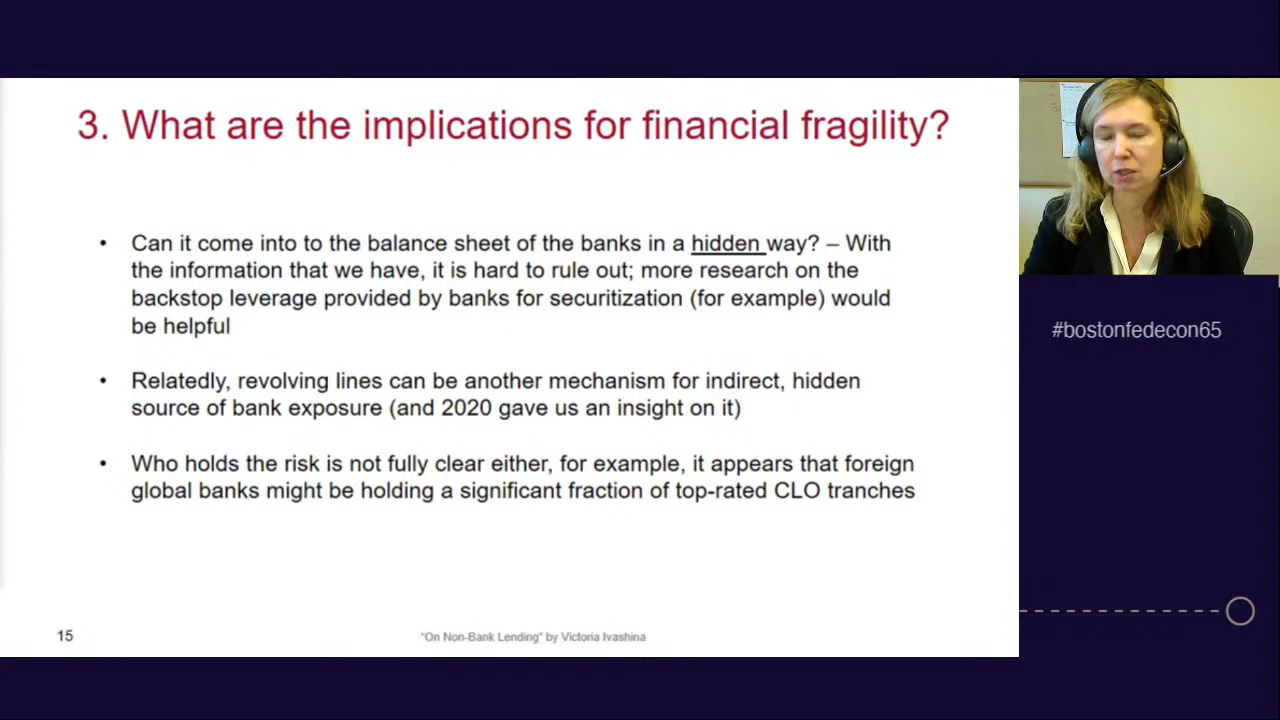 3. What are the implications for financial fragility?
• Can it come into to the balance sheet of the banks in a hidden way? – With
the information that we have, it is hard to rule out; more research on the
backstop leverage provided by banks for securitization (for example) would
be helpful
• Relatedly, revolving lines can be another mechanism for indirect, hidden
source of bank exposure (and 2020 gave us an insight on it)
• Who holds the risk is not fully clear either, for example, it appears that foreign
global banks might be holding a significant fraction of top-rated CLO tranches
15
"On Non-Bank Lending" by Victoria Ivashina
#bostonfedecon65